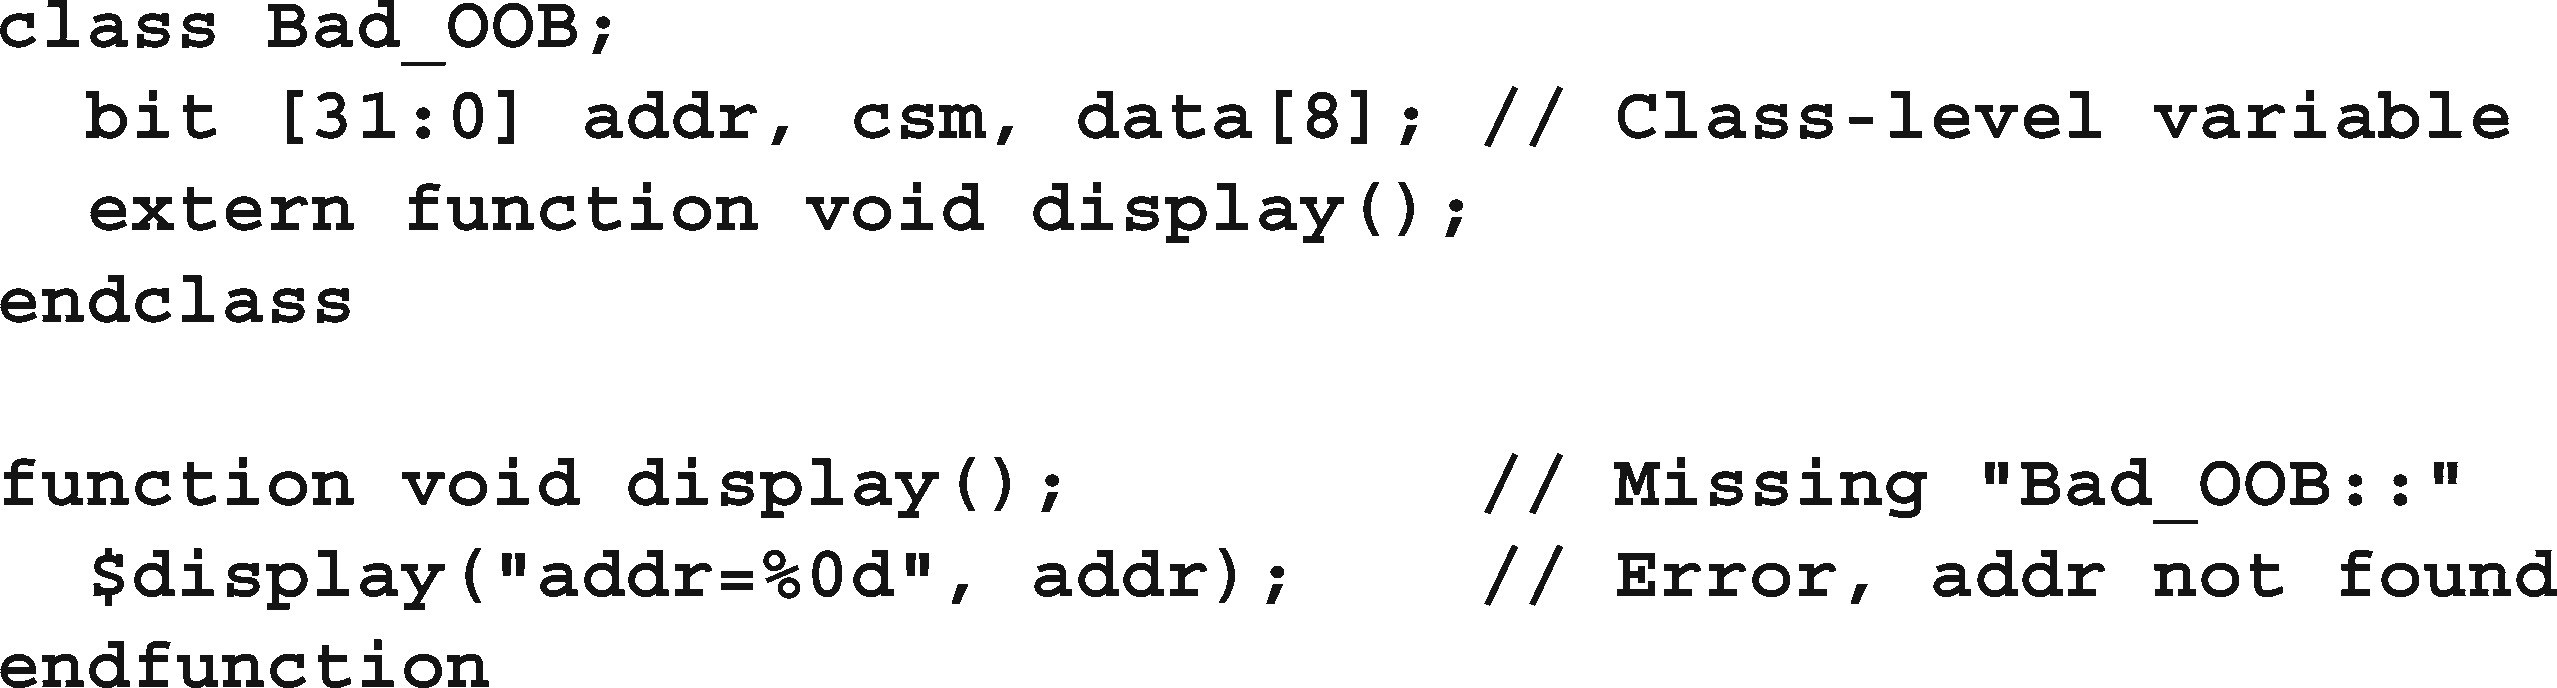 class Bad_OOB;
  bit [31:0] addr, csm, data[8]; // Class-level variable
  extern function void display();
endclass

function void display();         // Missing "Bad_OOB::"
  $display("addr=%0d", addr);    // Error, addr not found
endfunction